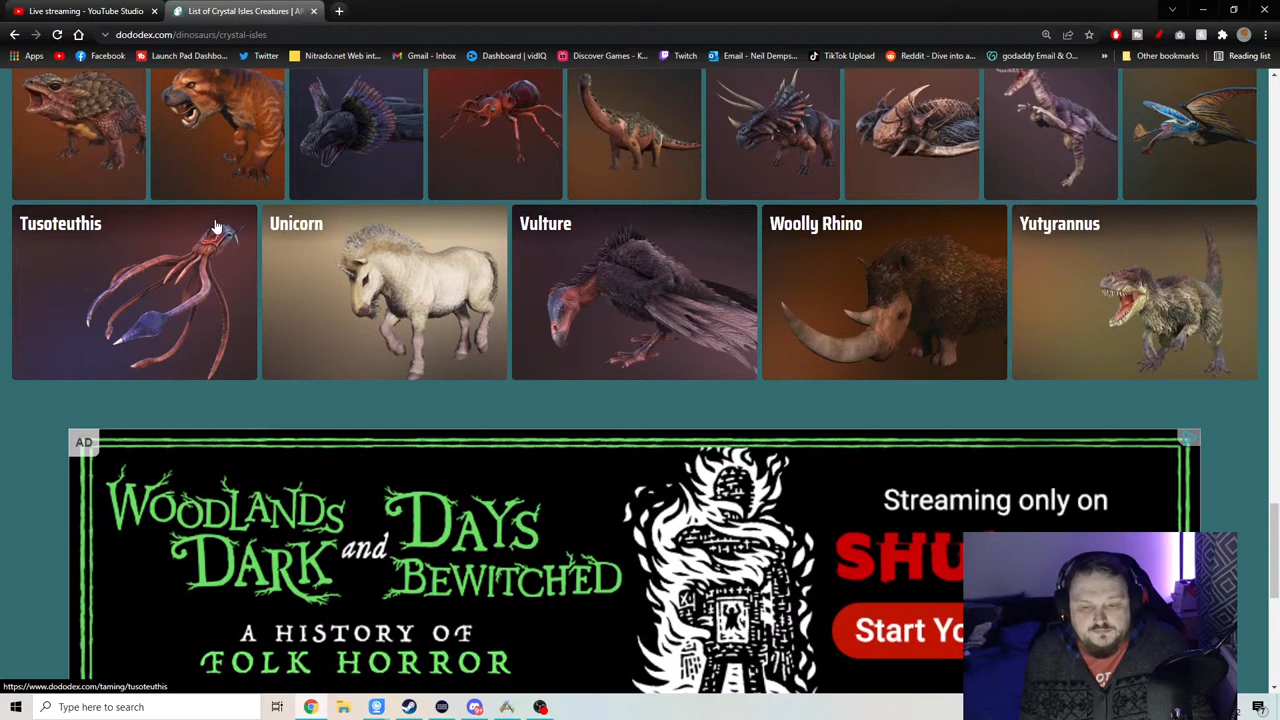 Live streaming - YouTube Studio
List of Crystal Isles Creatures | AR
dododex.com/dinosaurs/crystal-isles
Apps
Facebook
Launch Pad Dashbo...
Twitter
Nitrado.net Worldwi...
Gmail - Inbox
Dashboard | vidIQ
Discover Games - K...
Twitch
Email - Neil Demps...
TikTok Upload
Reddit - Dive into a...
godaddy Email & O...
Other bookmarks
Reading list
Tusoteuthis
Unicorn
Vulture
Woolly Rhino
Yutyrannus
AD
WOODLANDS
DARK and DAYS
BEWITCHED
A HISTORY OF
FOLK HORROR
Streaming only on
SHU
Start Yo
https://www.dododex.com/taming/tusoteuthis
Type here to search